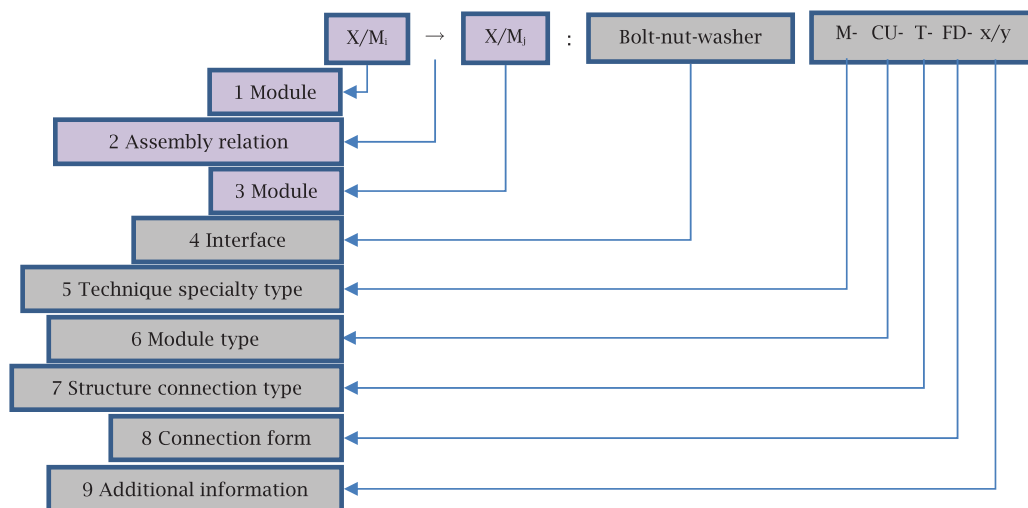 X/Mᵢ → X/Mⱼ : Bolt-nut-washer M- CU- T- FD- x/y
1 Module
2 Assembly relation
3 Module
4 Interface
5 Technique specialty type
6 Module type
7 Structure connection type
8 Connection form
9 Additional information